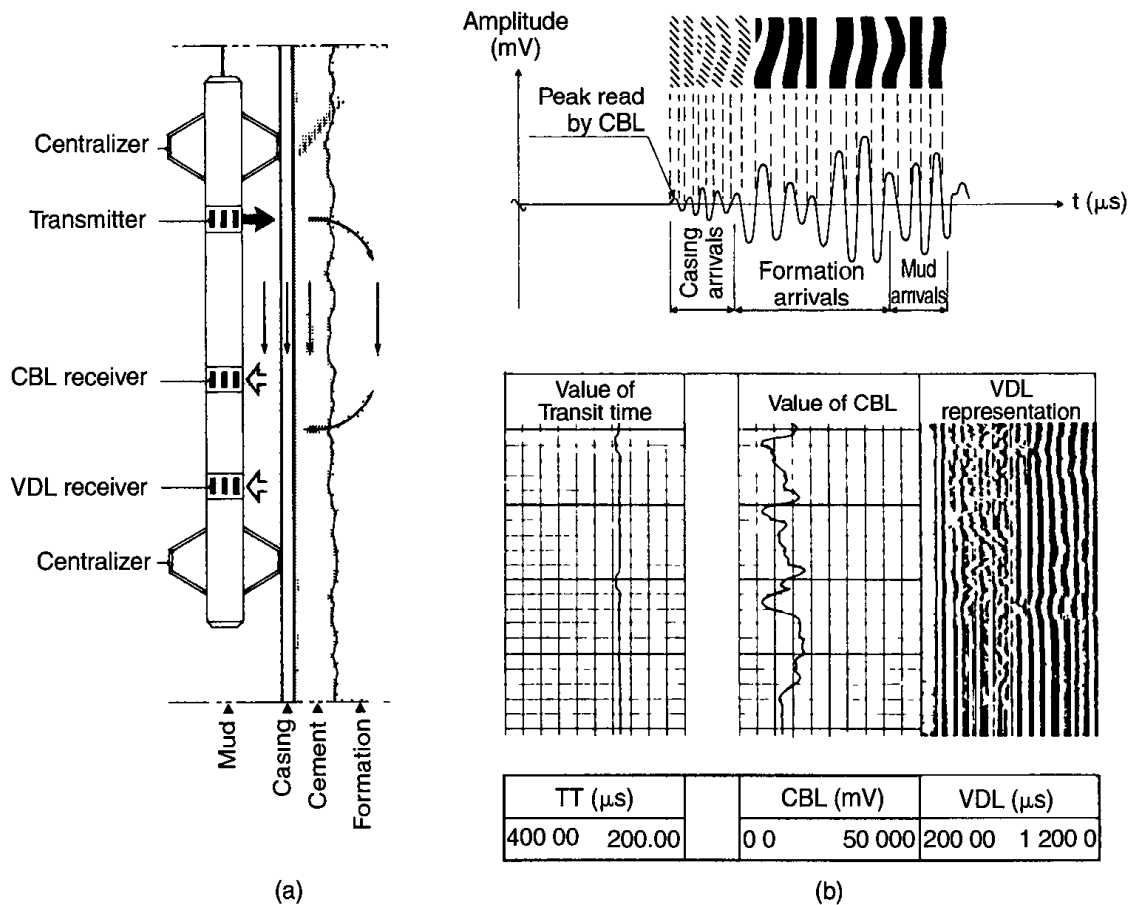 Centralizer
Transmitter
CBL receiver
VDL receiver
Centralizer
Mud
Casing
Cement
Formation
(a)
Amplitude
(mV)
Peak read
by CBL
t (μs)
Casing
arrivals
Formation
arrivals
Mud
arrivals
Value of
Transit time
Value of CBL
VDL
representation
TT (μs)
CBL (mV)
VDL (μs)
400 00 200.00
0 0 50 000
200 00 1 200 0
(b)